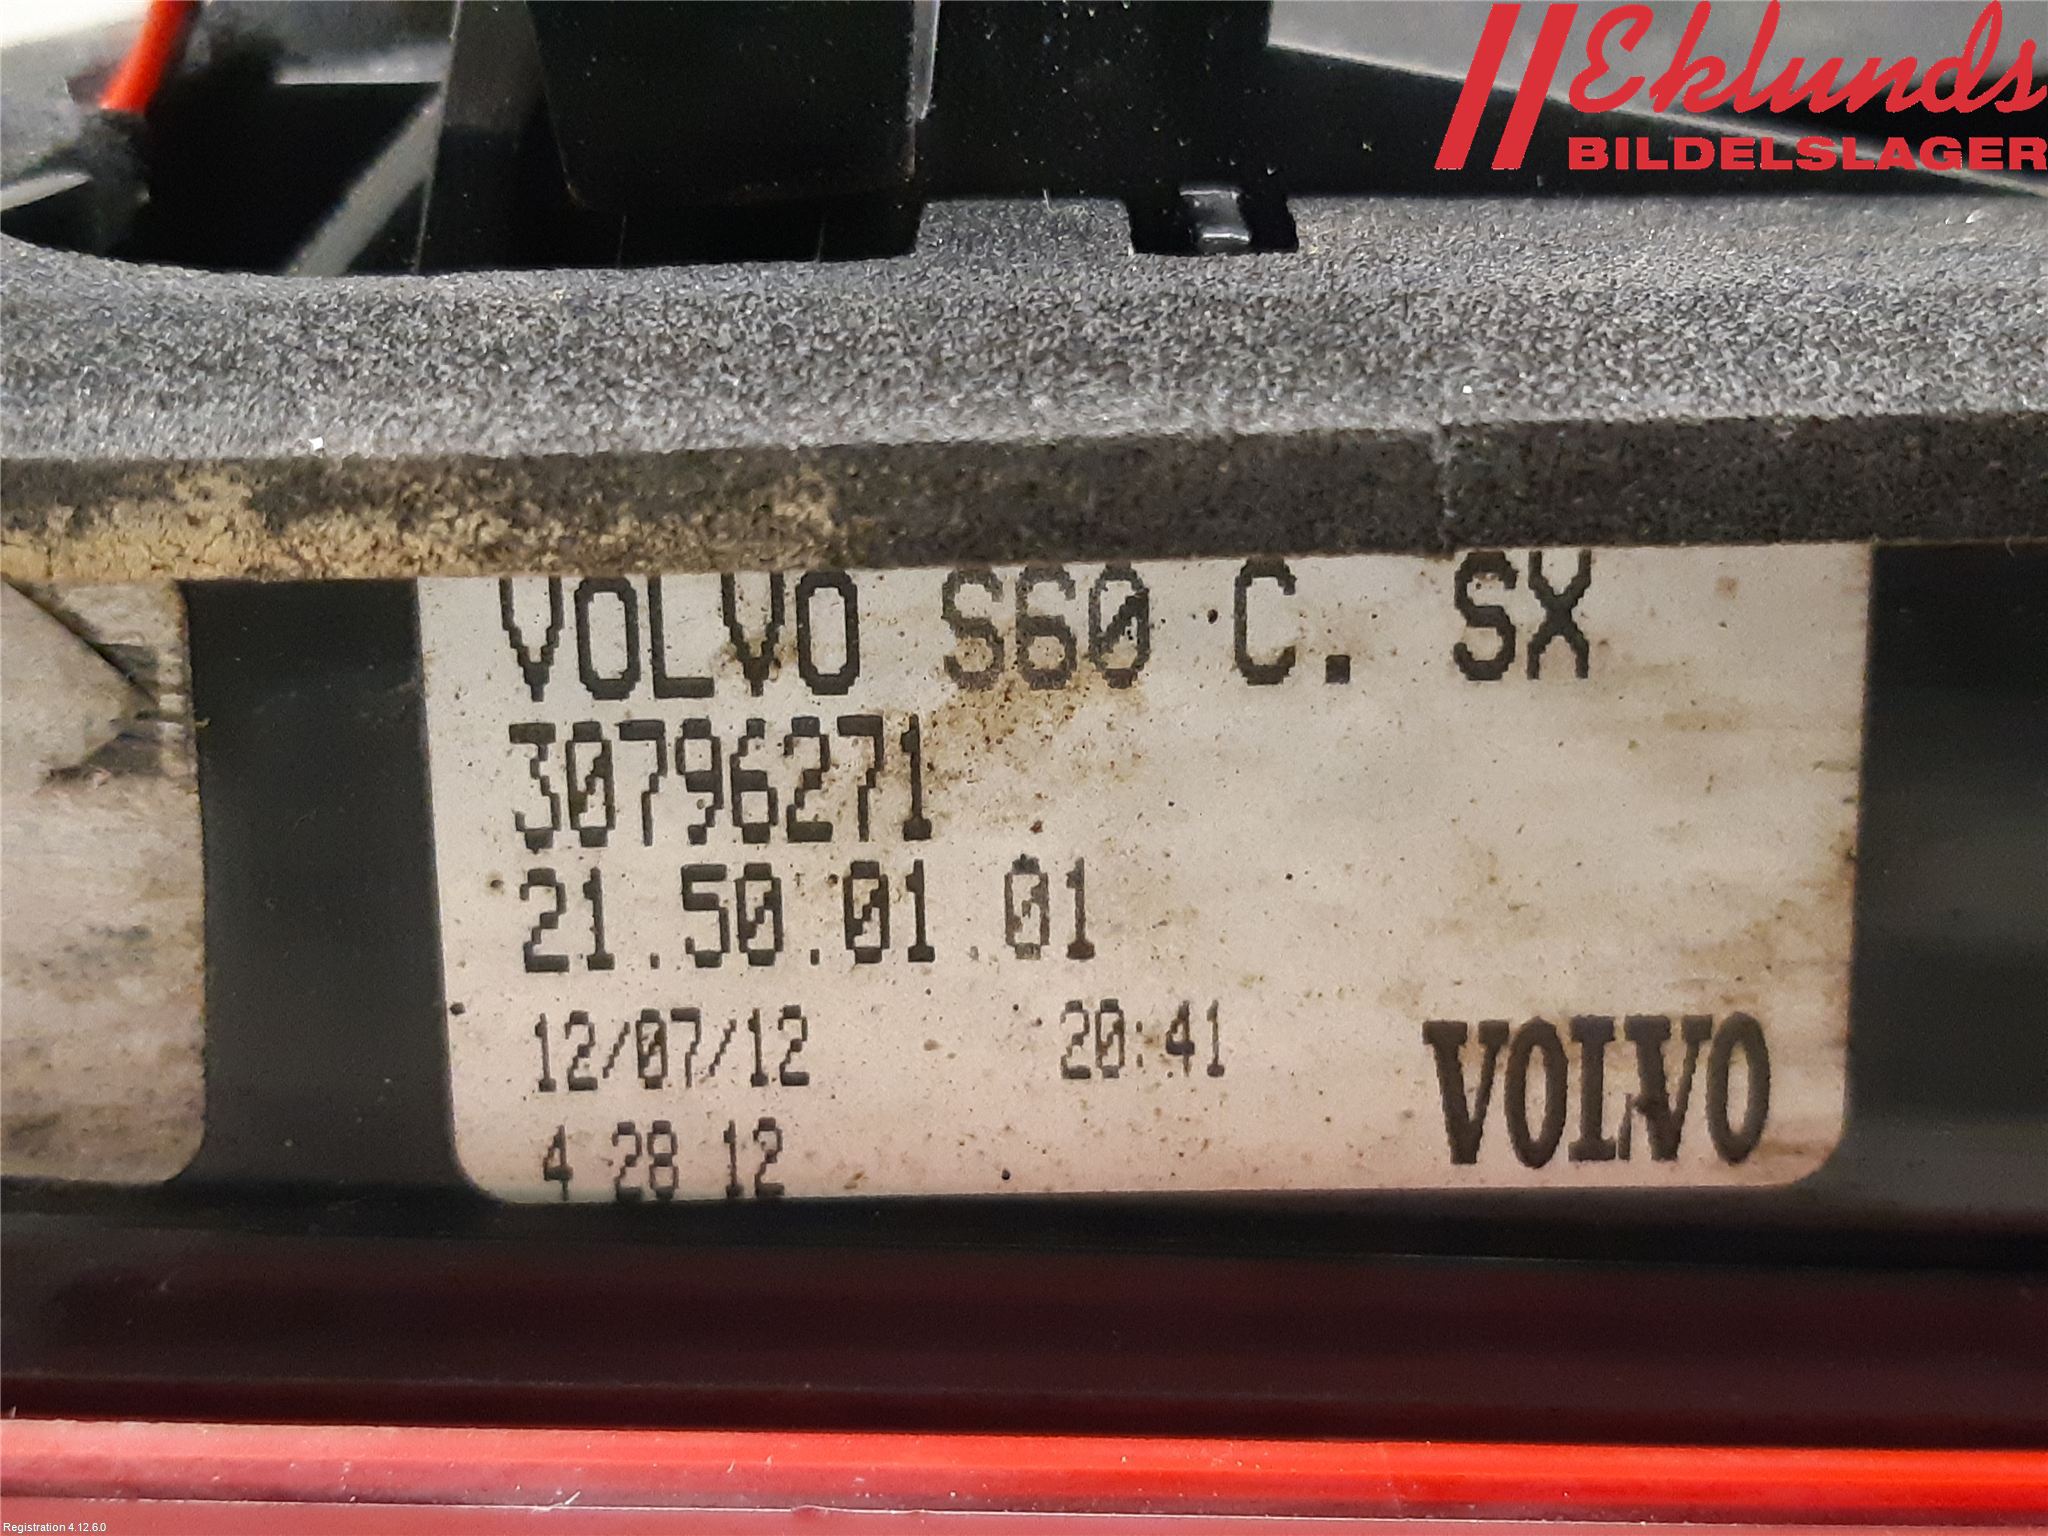 Eklunds
BILDELSLAGER
VOLVO S60 C. SX
30796271
21.50.01.01
12/07/12 20:41
4 28 12
VOLVO
Registration 4.12.6.0